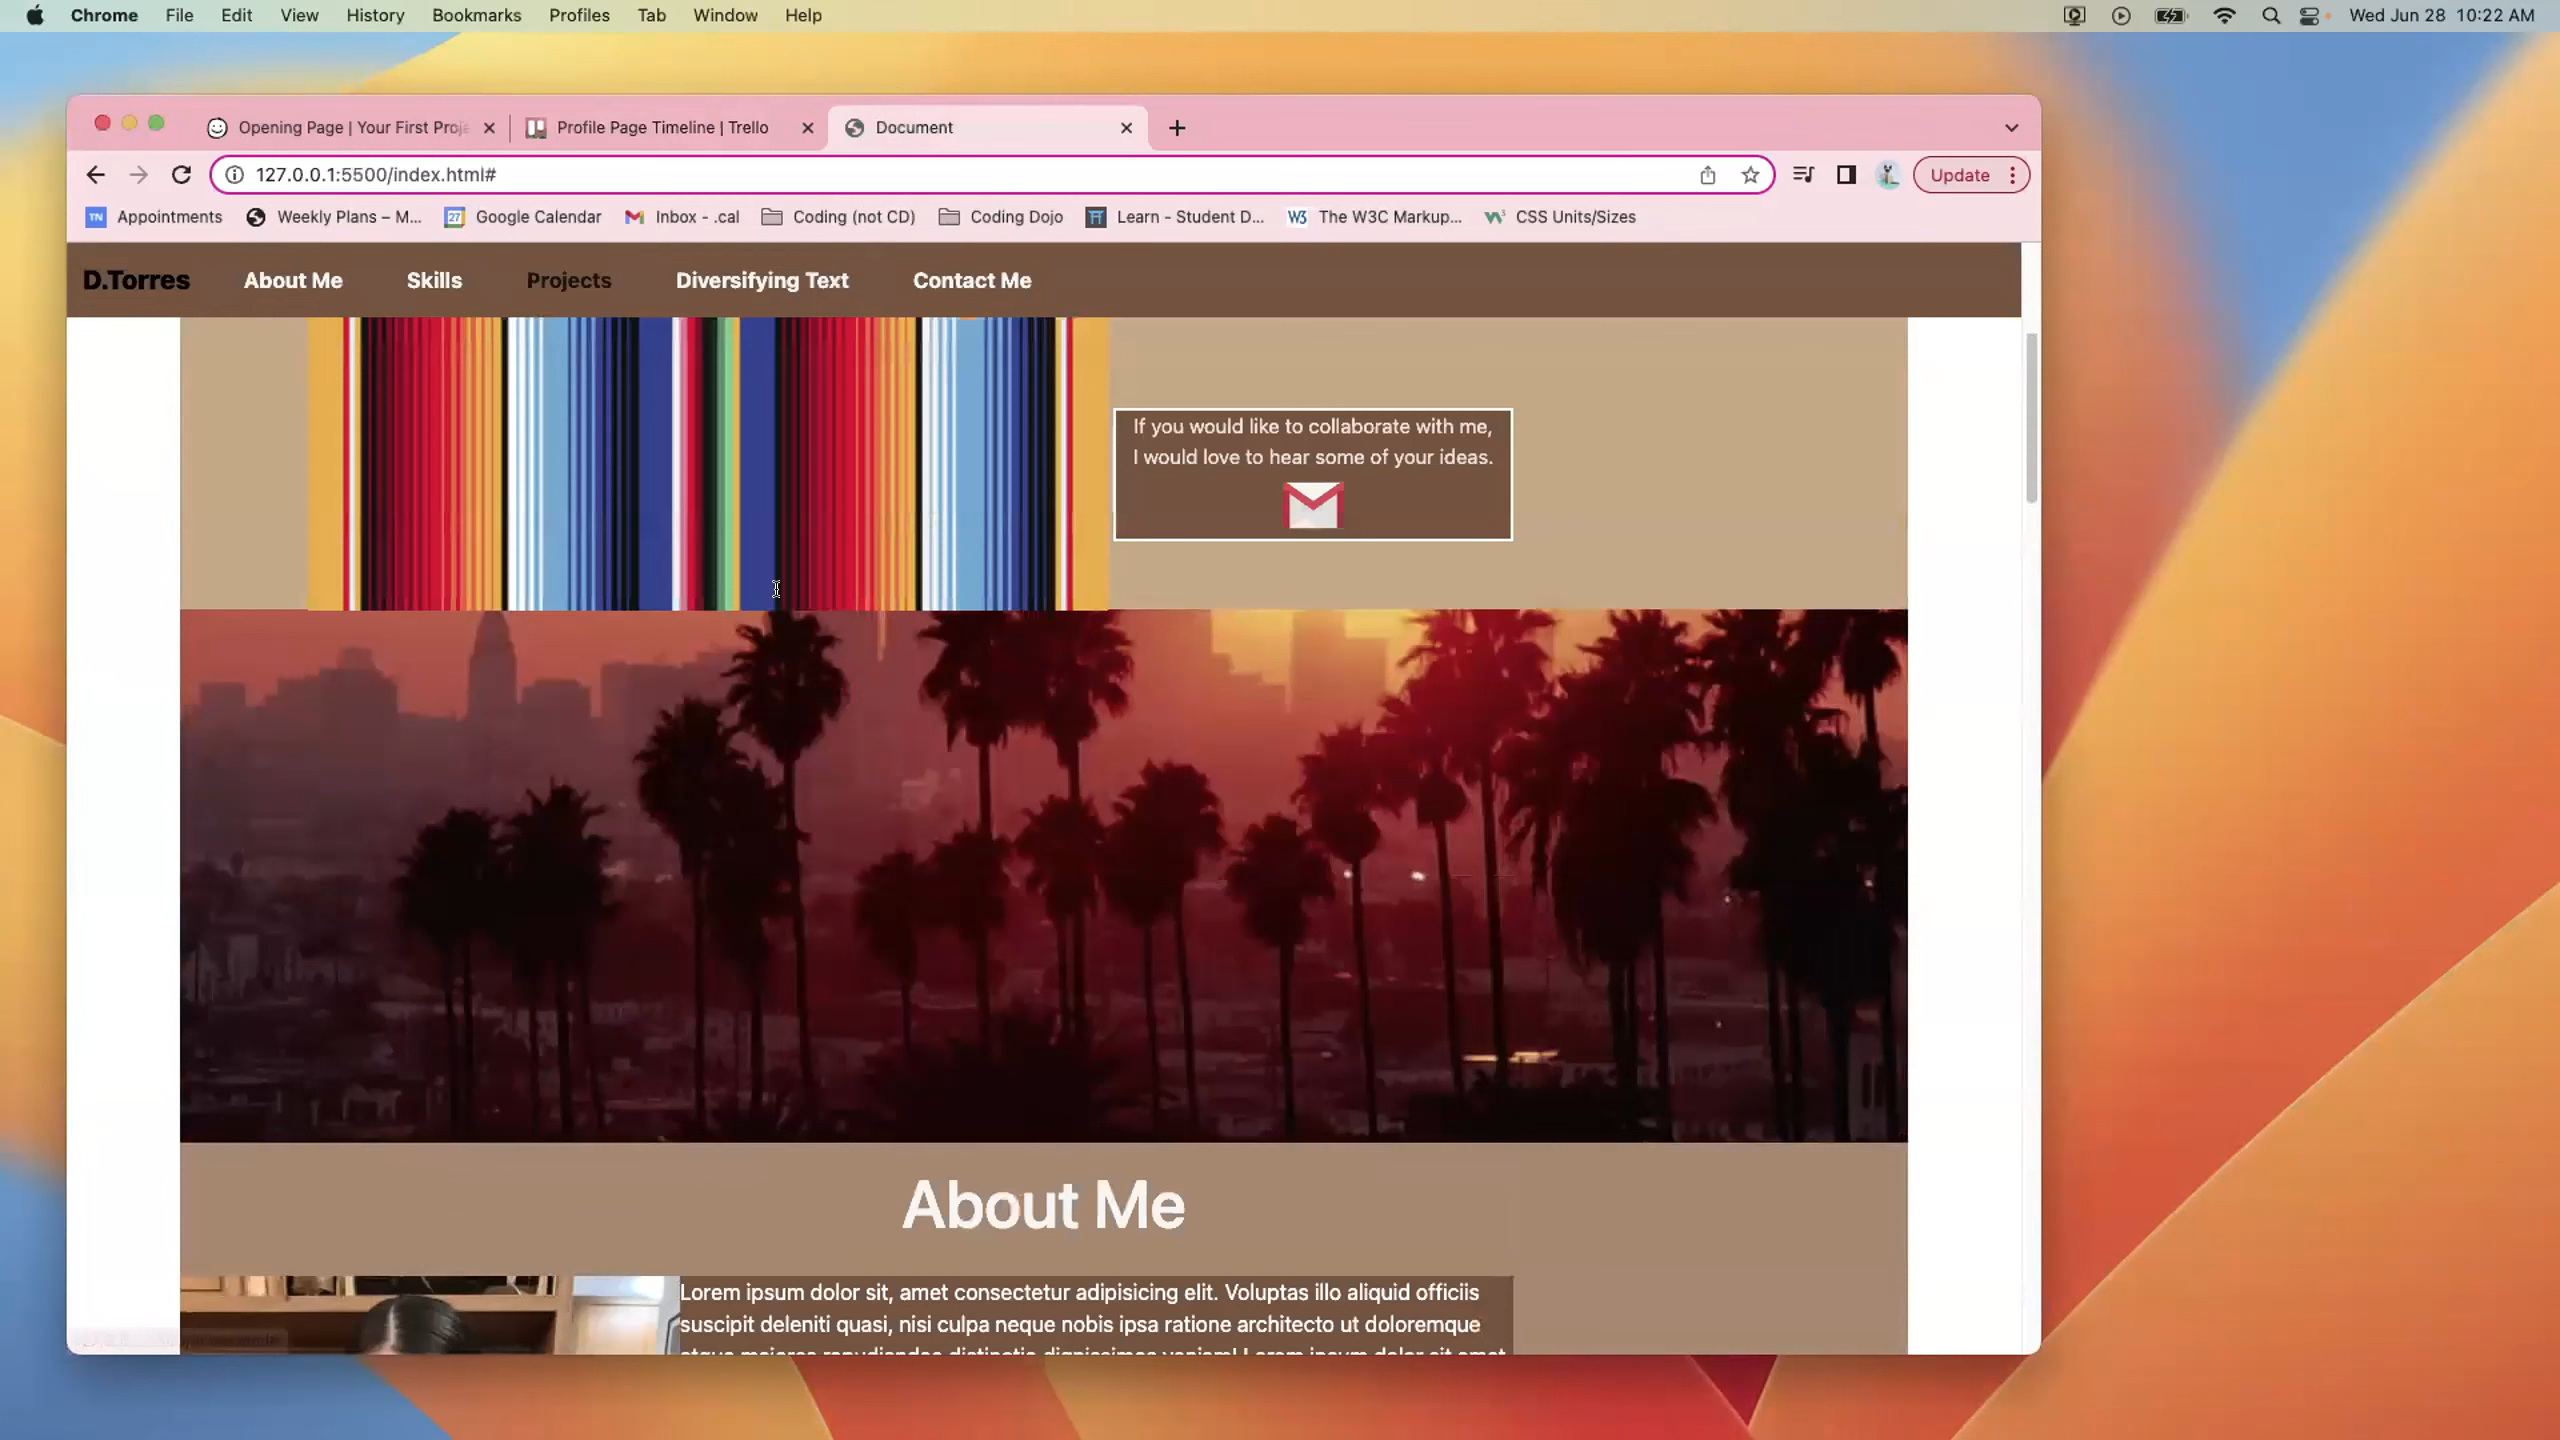 Chrome File Edit View History Bookmarks Profiles Tab Window Help Wed Jun 28 10:22 AM
Opening Page | Your First Proje Profile Page Timeline | Trello Document
127.0.0.1:5500/index.html# Update
TN Appointments Weekly Plans – M... 27 Google Calendar Inbox - .cal Coding (not CD) Coding Dojo Learn - Student D... W3 The W3C Markup... CSS Units/Sizes
D.Torres About Me Skills Projects Diversifying Text Contact Me
If you would like to collaborate with me,
I would love to hear some of your ideas.
About Me
Lorem ipsum dolor sit, amet consectetur adipisicing elit. Voluptas illo aliquid officiis
suscipit deleniti quasi, nisi culpa neque nobis ipsa ratione architecto ut doloremque